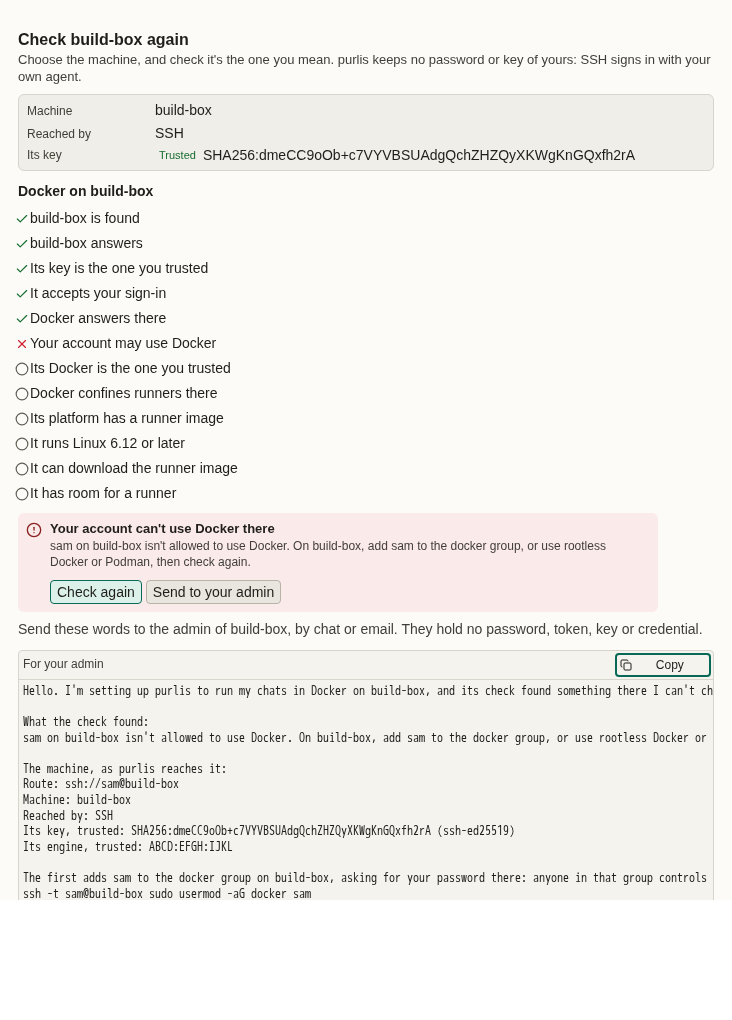 Check build-box again
Choose the machine, and check it's the one you mean. purlis keeps no password or key of yours: SSH signs in with your
own agent.
Machine build-box
Reached by SSH
Its key Trusted SHA256:dmeCC9oOb+c7VYVBSUAdgQchZHZQyXKWgKnGQxfh2rA
Docker on build-box
build-box is found
build-box answers
Its key is the one you trusted
It accepts your sign-in
Docker answers there
Your account may use Docker
Its Docker is the one you trusted
Docker confines runners there
Its platform has a runner image
It runs Linux 6.12 or later
It can download the runner image
It has room for a runner
Your account can't use Docker there
sam on build-box isn't allowed to use Docker. On build-box, add sam to the docker group, or use rootless
Docker or Podman, then check again.
Check again Send to your admin
Send these words to the admin of build-box, by chat or email. They hold no password, token, key or credential.
For your admin Copy
Hello. I'm setting up purlis to run my chats in Docker on build-box, and its check found something there I can't ch
What the check found:
sam on build-box isn't allowed to use Docker. On build-box, add sam to the docker group, or use rootless Docker or
The machine, as purlis reaches it:
Route: ssh://sam@build-box
Machine: build-box
Reached by: SSH
Its key, trusted: SHA256:dmeCC9oOb+c7VYVBSUAdgQchZHZQyXKWgKnGQxfh2rA (ssh-ed25519)
Its engine, trusted: ABCD:EFGH:IJKL
The first adds sam to the docker group on build-box, asking for your password there: anyone in that group controls
ssh -t sam@build-box sudo usermod -aG docker sam